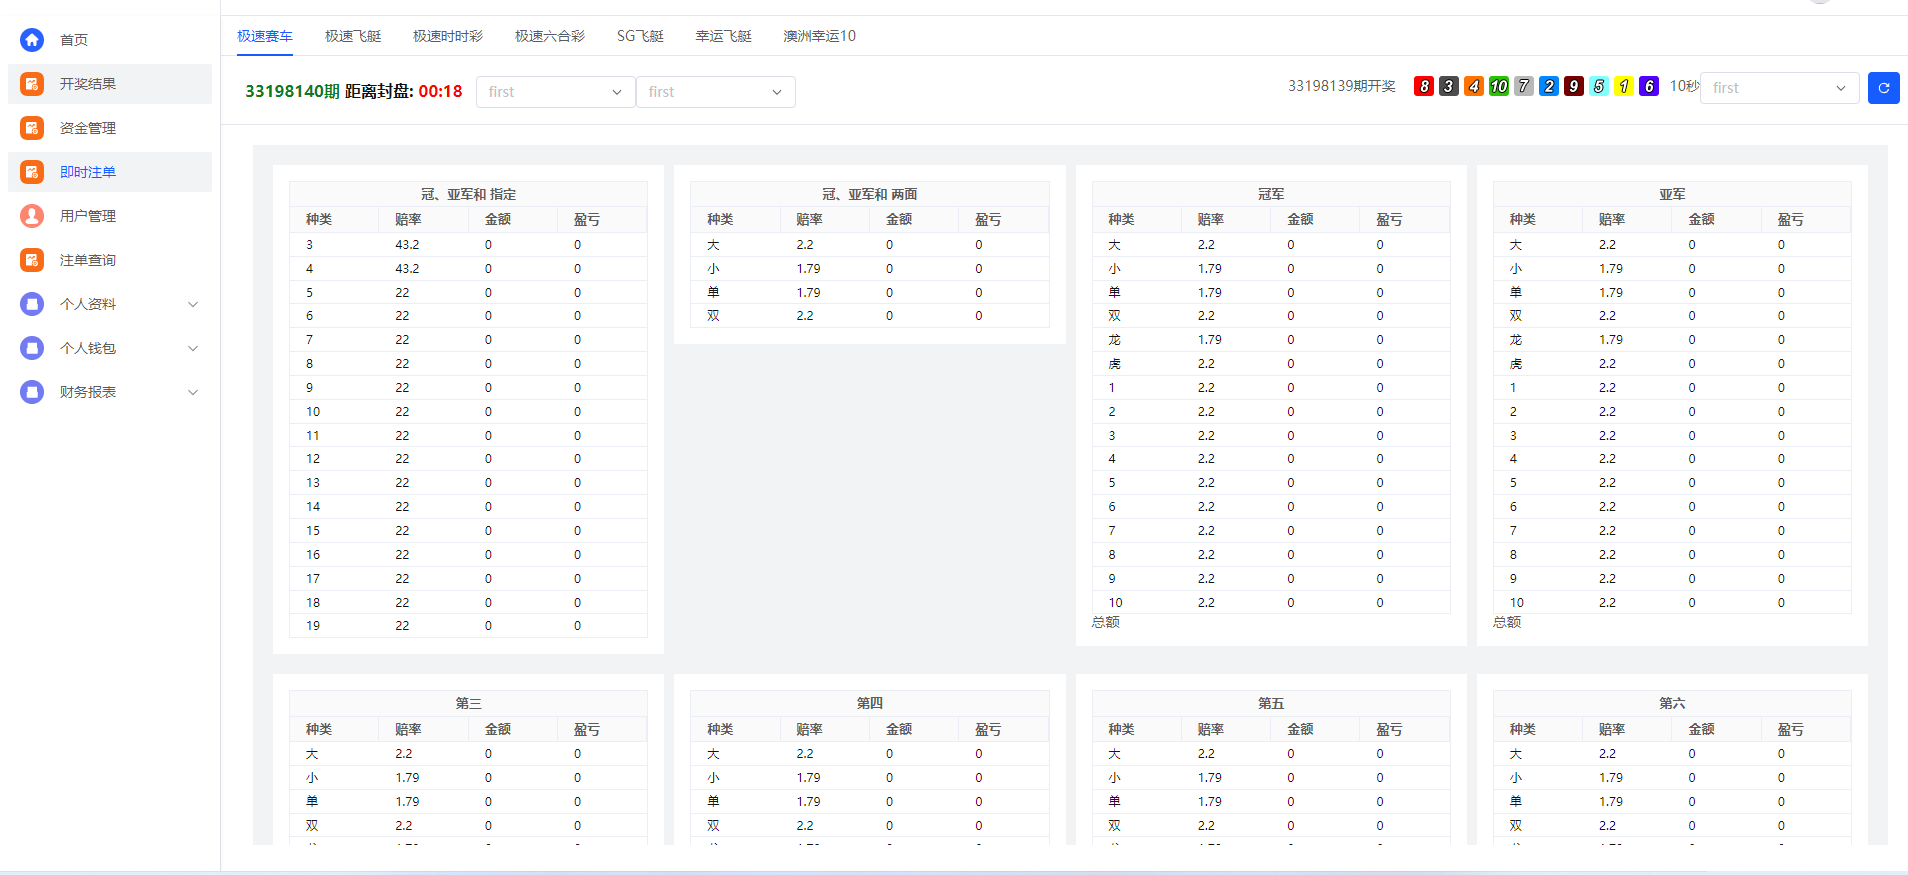 首页
开奖结果
资金管理
即时注单
用户管理
注单查询
个人资料
个人钱包
财务报表
极速赛车 极速飞艇 极速时时彩 极速六合彩 SG飞艇 幸运飞艇 澳洲幸运10
33198140期 距离封盘: 00:18 first first 33198139期开奖 8 3 4 10 7 2 9 5 1 6 10秒 first
冠、亚军和 指定
种类 赔率 金额 盈亏
3 43.2 0 0
4 43.2 0 0
5 22 0 0
6 22 0 0
7 22 0 0
8 22 0 0
9 22 0 0
10 22 0 0
11 22 0 0
12 22 0 0
13 22 0 0
14 22 0 0
15 22 0 0
16 22 0 0
17 22 0 0
18 22 0 0
19 22 0 0
冠、亚军和 两面
种类 赔率 金额 盈亏
大 2.2 0 0
小 1.79 0 0
单 1.79 0 0
双 2.2 0 0
冠军
种类 赔率 金额 盈亏
大 2.2 0 0
小 1.79 0 0
单 1.79 0 0
双 2.2 0 0
龙 1.79 0 0
虎 2.2 0 0
1 2.2 0 0
2 2.2 0 0
3 2.2 0 0
4 2.2 0 0
5 2.2 0 0
6 2.2 0 0
7 2.2 0 0
8 2.2 0 0
9 2.2 0 0
10 2.2 0 0
总额
亚军
种类 赔率 金额 盈亏
大 2.2 0 0
小 1.79 0 0
单 1.79 0 0
双 2.2 0 0
龙 1.79 0 0
虎 2.2 0 0
1 2.2 0 0
2 2.2 0 0
3 2.2 0 0
4 2.2 0 0
5 2.2 0 0
6 2.2 0 0
7 2.2 0 0
8 2.2 0 0
9 2.2 0 0
10 2.2 0 0
总额
第三
种类 赔率 金额 盈亏
大 2.2 0 0
小 1.79 0 0
单 1.79 0 0
双 2.2 0 0
第四
种类 赔率 金额 盈亏
大 2.2 0 0
小 1.79 0 0
单 1.79 0 0
双 2.2 0 0
第五
种类 赔率 金额 盈亏
大 2.2 0 0
小 1.79 0 0
单 1.79 0 0
双 2.2 0 0
第六
种类 赔率 金额 盈亏
大 2.2 0 0
小 1.79 0 0
单 1.79 0 0
双 2.2 0 0